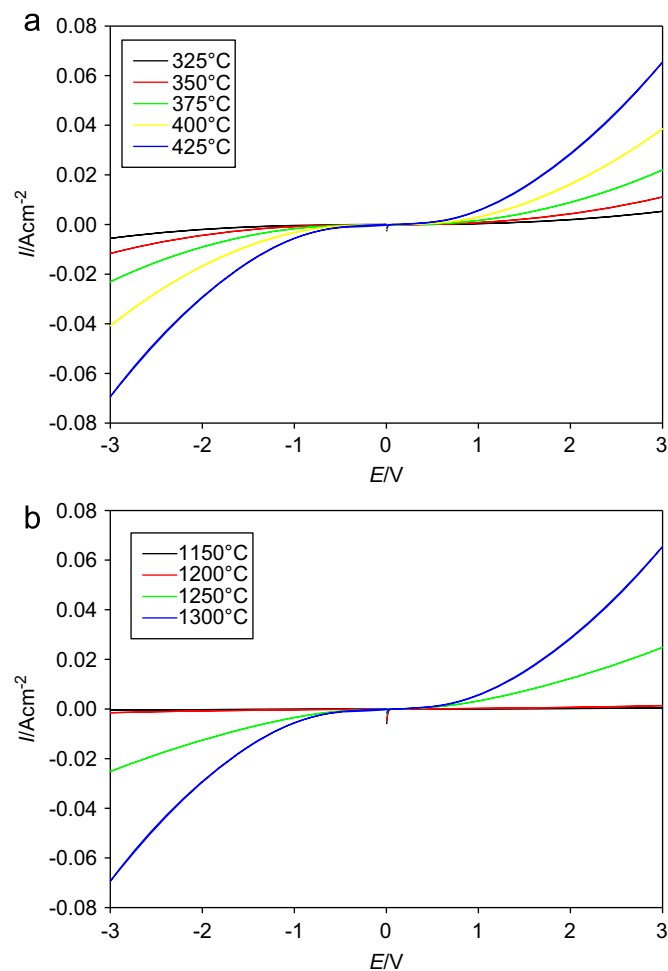 a
0.08
0.06
0.04
0.02
0.00
-0.02
-0.04
-0.06
-0.08
I/Acm-2
325°C
350°C
375°C
400°C
425°C
-3 -2 -1 0 1 2 3
E/V
b
0.08
0.06
0.04
0.02
0.00
-0.02
-0.04
-0.06
-0.08
I/Acm-2
1150°C
1200°C
1250°C
1300°C
-3 -2 -1 0 1 2 3
E/V